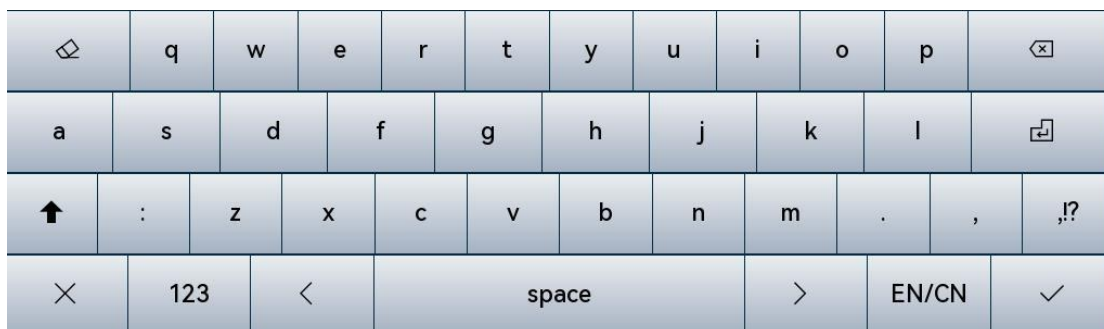 q w e r t y u i o p
a s d f g h j k l
: z x c v b n m . , ,!?
123 < space > EN/CN